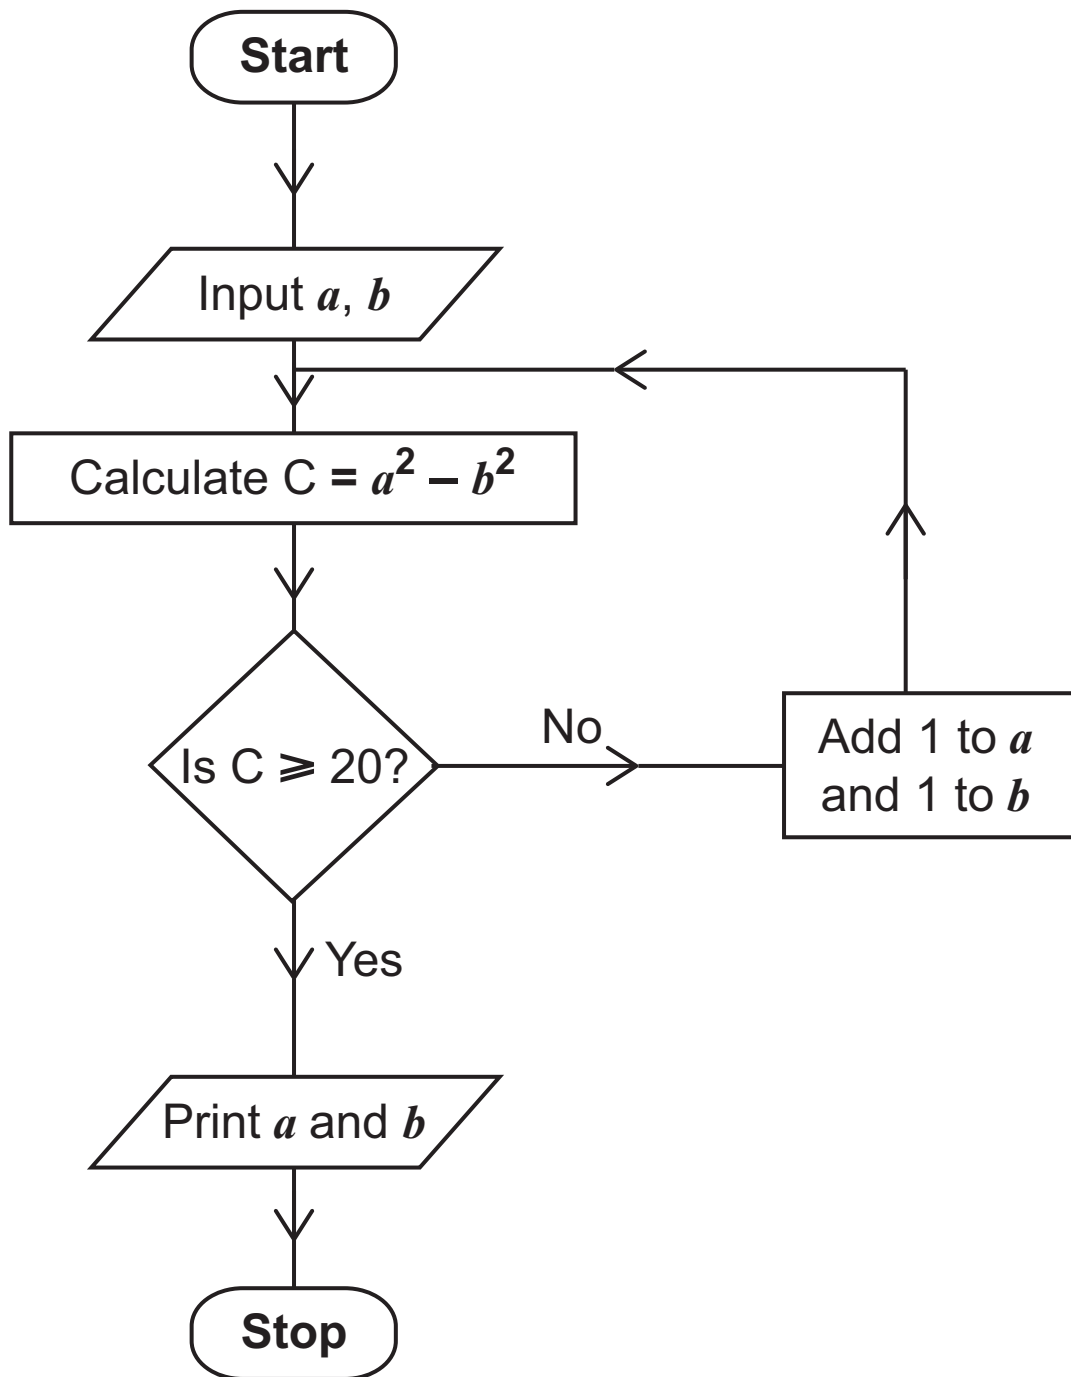 Start
Input a, b
Calculate C = a² – b²
Is C ⩾ 20?
No
Add 1 to a
and 1 to b
Yes
Print a and b
Stop